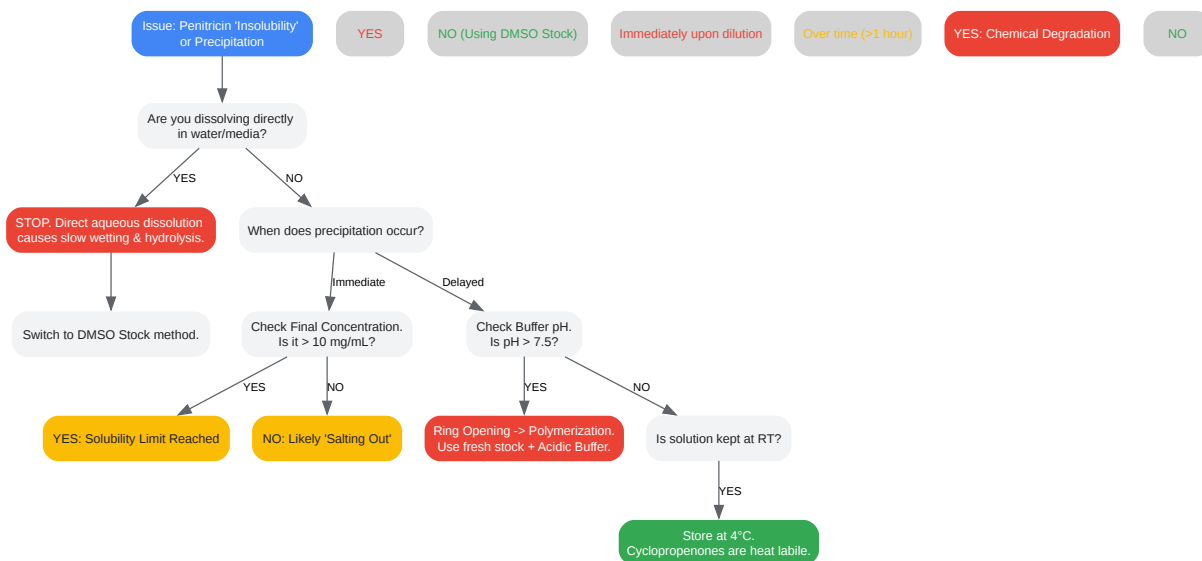 Issue: Penitricin 'Insolubility'
or Precipitation
YES
NO (Using DMSO Stock)
Immediately upon dilution
Over time (>1 hour)
YES: Chemical Degradation
NO
Are you dissolving directly
in water/media?
YES
NO
STOP. Direct aqueous dissolution
causes slow wetting & hydrolysis.
When does precipitation occur?
Immediate
Delayed
Switch to DMSO Stock method.
Check Final Concentration.
Is it > 10 mg/mL?
Check Buffer pH.
Is pH > 7.5?
YES
NO
YES
NO
YES: Solubility Limit Reached
NO: Likely 'Salting Out'
Ring Opening -> Polymerization.
Use fresh stock + Acidic Buffer.
Is solution kept at RT?
YES
Store at 4°C.
Cyclopropenones are heat labile.